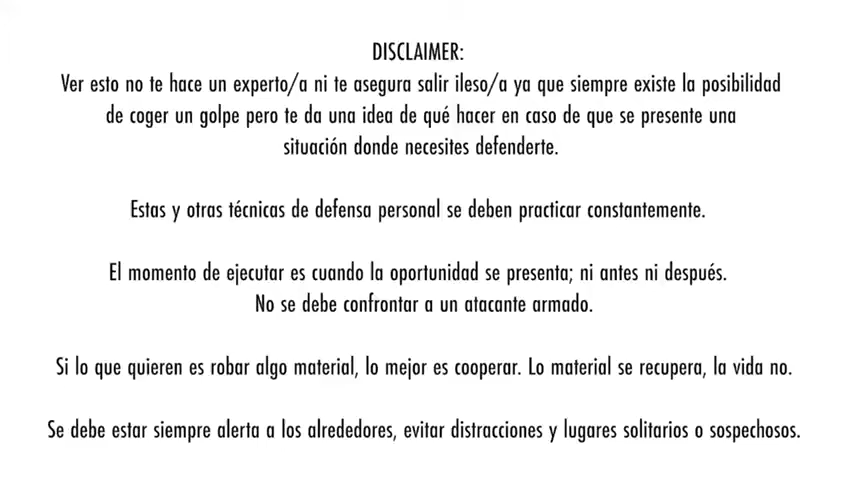 DISCLAIMER:
Ver esto no te hace un experto/a ni te asegura salir ileso/a ya que siempre existe la posibilidad
de coger un golpe pero te da una idea de qué hacer en caso de que se presente una
situación donde necesites defenderte.
Estas y otras técnicas de defensa personal se deben practicar constantemente.
El momento de ejecutar es cuando la oportunidad se presenta; ni antes ni después.
No se debe confrontar a un atacante armado.
Si lo que quieren es robar algo material, lo mejor es cooperar. Lo material se recupera, la vida no.
Se debe estar siempre alerta a los alrededores, evitar distracciones y lugares solitarios o sospechosos.